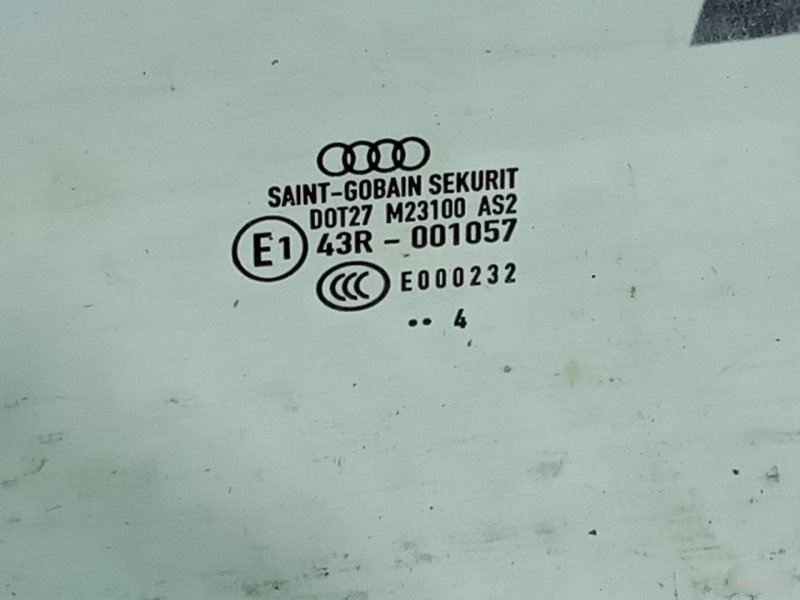 SAINT-GOBAIN SEKURIT
DOT27 M23100 AS2
E1 43R - 001057
CCC E000232
•• 4